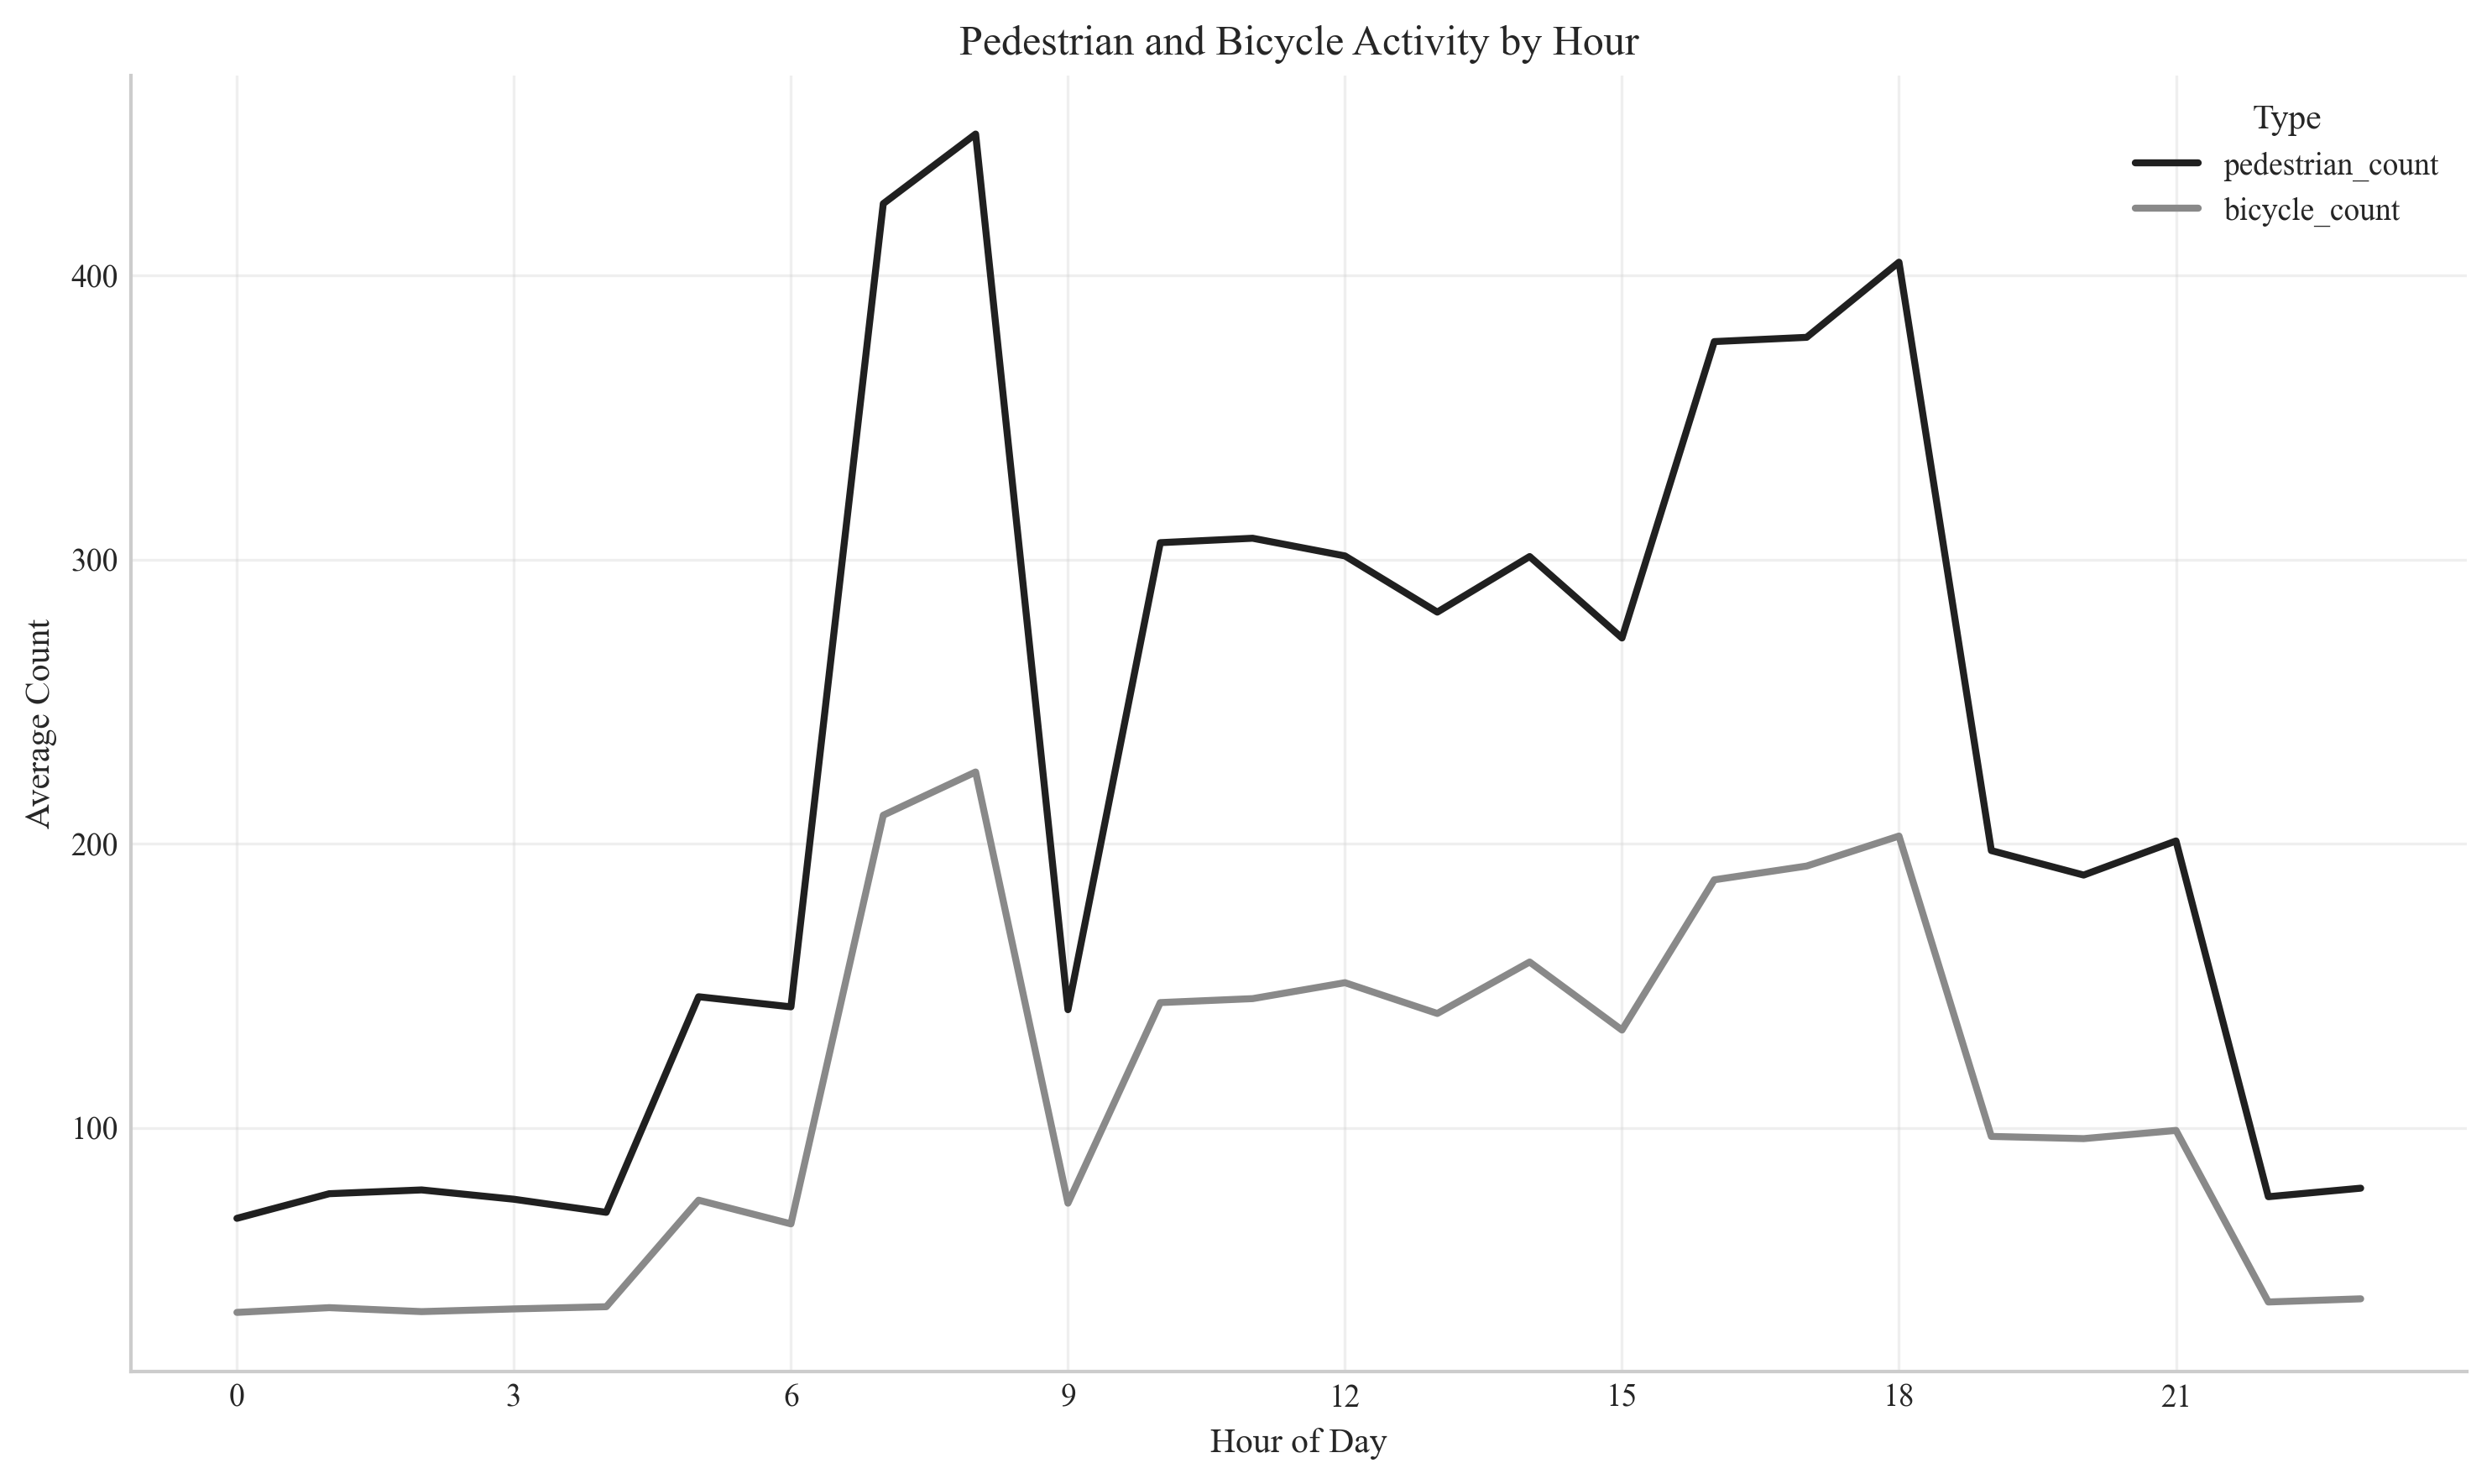 Pedestrian and Bicycle Activity by Hour
Type
pedestrian_count
bicycle_count
400
300
200
100
Average Count
0 3 6 9 12 15 18 21
Hour of Day